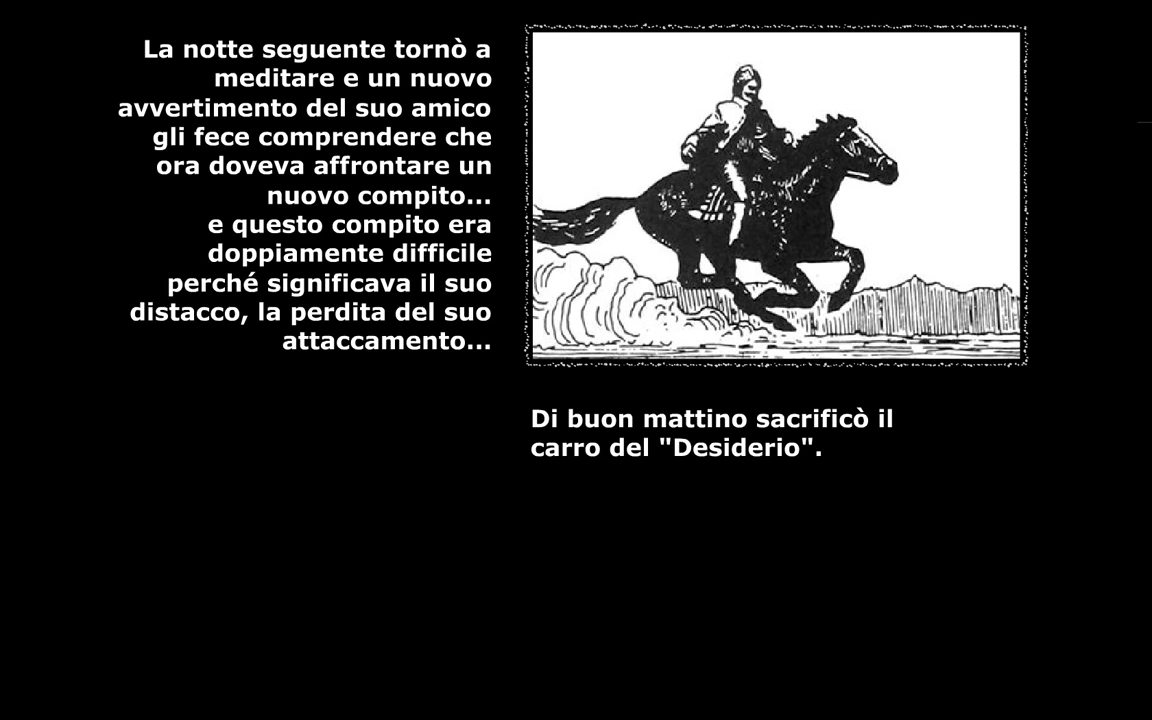 La notte seguente tornò a
meditare e un nuovo
avvertimento del suo amico
gli fece comprendere che
ora doveva affrontare un
nuovo compito...
e questo compito era
doppiamente difficile
perché significava il suo
distacco, la perdita del suo
attaccamento...
Di buon mattino sacrificò il
carro del "Desiderio".